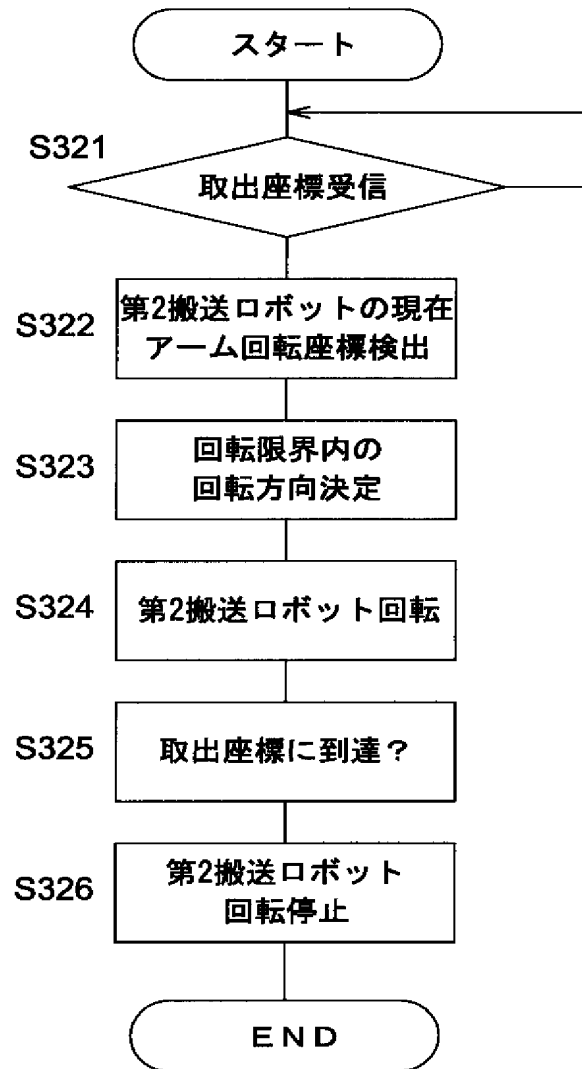 スタート
S321
取出座標受信
S322
第2搬送ロボットの現在
アーム回転座標検出
S323
回転限界内の
回転方向決定
S324
第2搬送ロボット回転
S325
取出座標に到達？
S326
第2搬送ロボット
回転停止
END